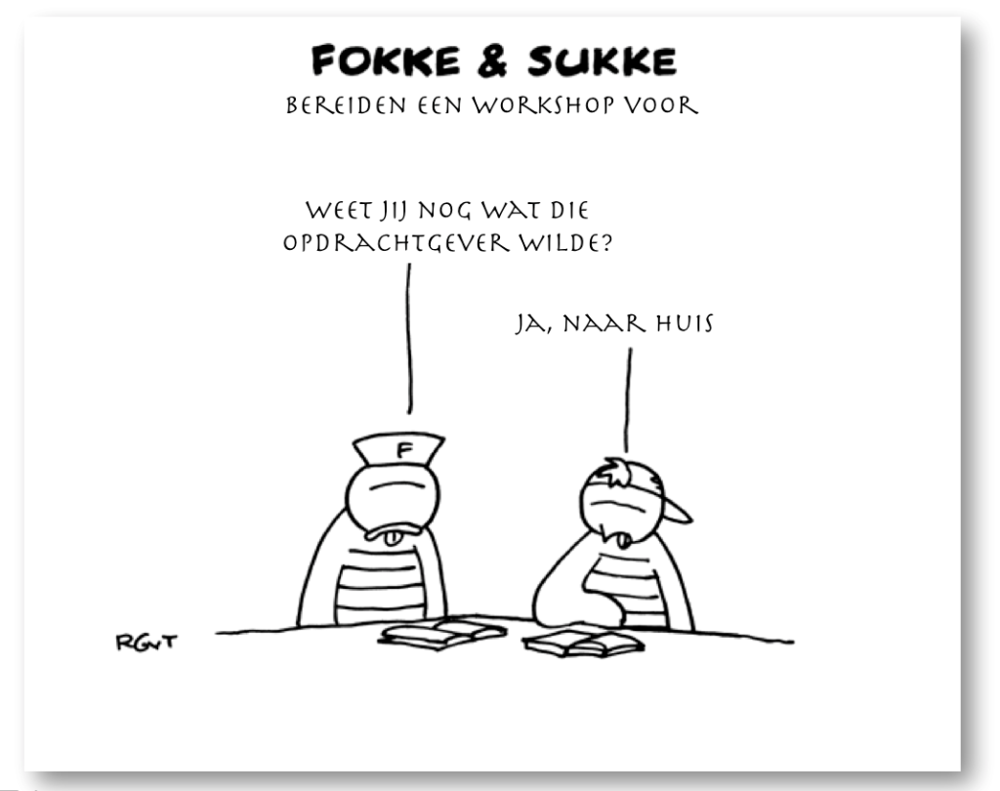 FOKKE & SUKKE
BEREIDEN EEN WORKSHOP VOOR
WEET JIJ NOG WAT DIE
OPDRACHTGEVER WILDE?
JA, NAAR HUIS
F
RGvT